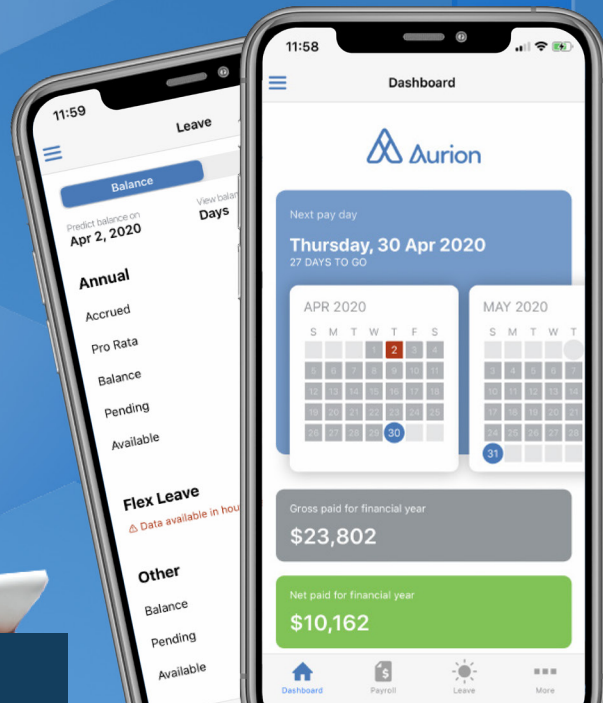 11:59
Leave
Balance
Predict balance on
Apr 2, 2020
Days
Annual
Accrued
Pro Rata
Balance
Pending
Available
Flex Leave
⚠ Data available in hou
Other
Balance
Pending
Available
11:58
Dashboard
Aurion
Next pay day
Thursday, 30 Apr 2020
27 DAYS TO GO
APR 2020
S M T W T F S
1 2 3 4
5 6 7 8 9 10 11
12 13 14 15 16 17 18
19 20 21 22 23 24 25
26 27 28 29 30
MAY 2020
S M T W T
3 4 5 6 7
10 11 12 13 14
17 18 19 20 21
24 25 26 27 28
31
Gross paid for financial year
$23,802
Net paid for financial year
$10,162
Dashboard
Payroll
Leave
More